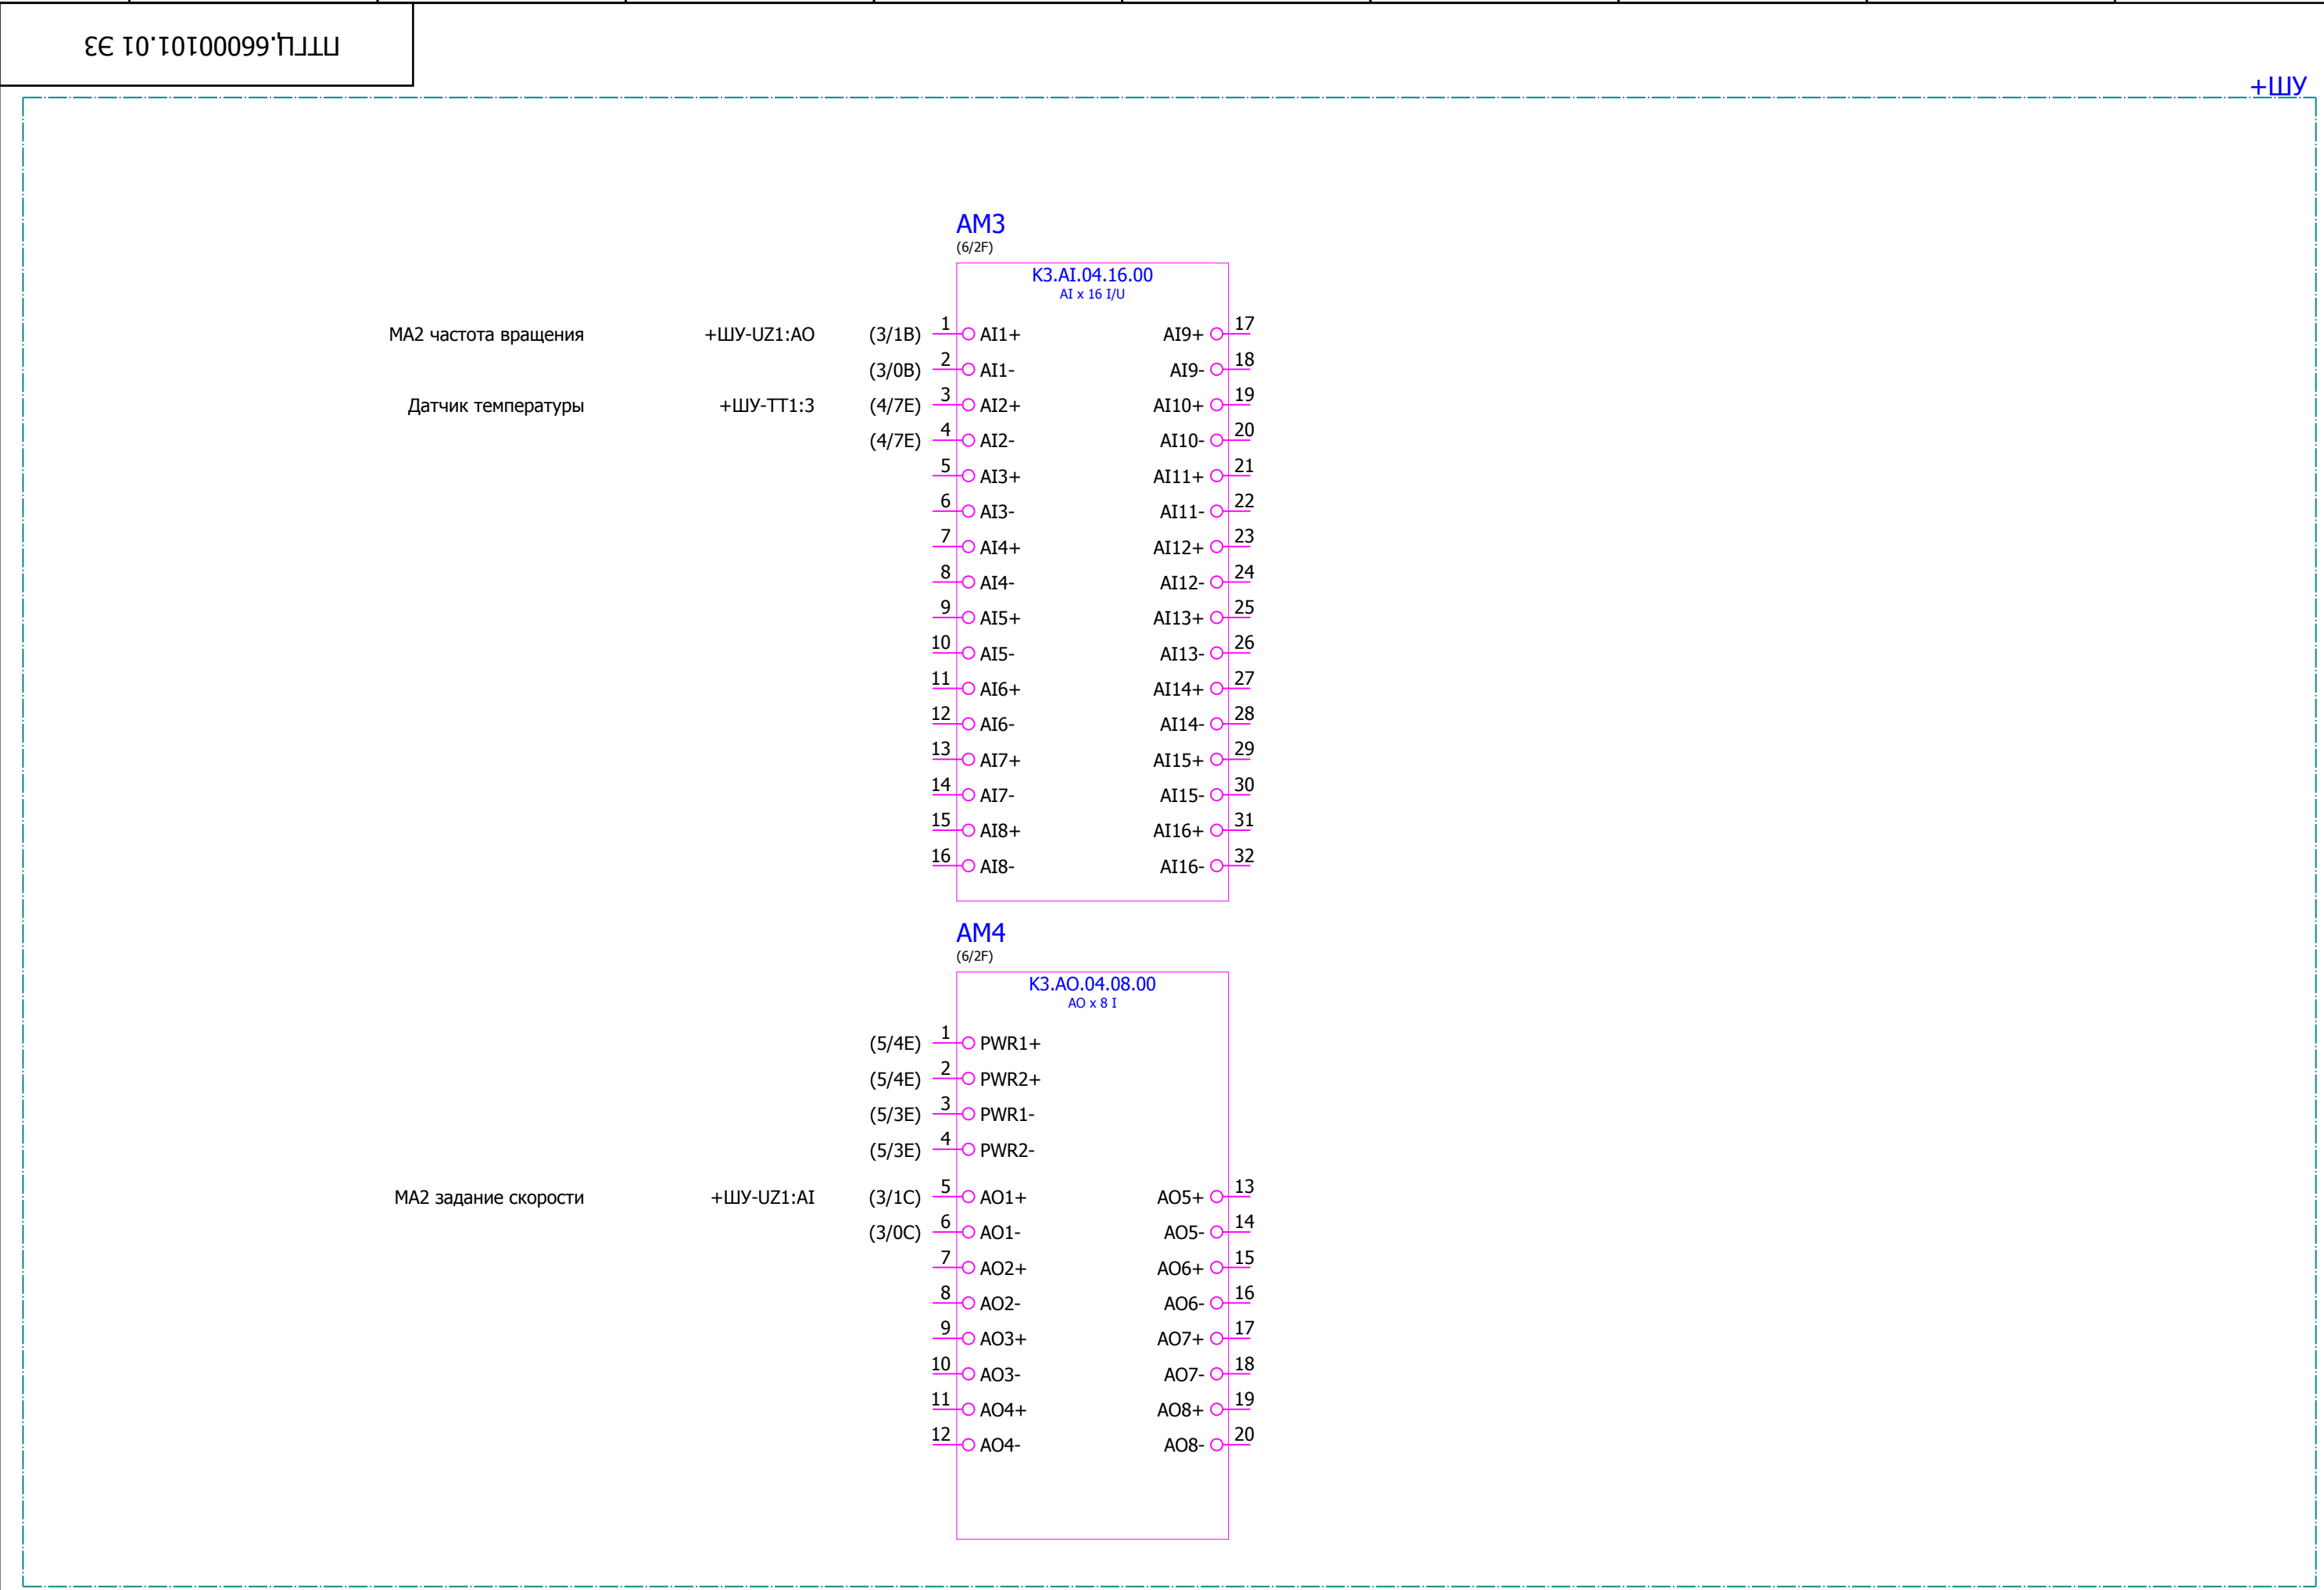 ПТГЦ.66000101.01 ЭЗ
+ШУ
AM3
(6/2F)
K3.AI.04.16.00
AI x 16 I/U
MA2 частота вращения +ШУ-UZ1:AO (3/1B) 1 AI1+ AI9+ 17
(3/0B) 2 AI1- AI9- 18
Датчик температуры +ШУ-TT1:3 (4/7E) 3 AI2+ AI10+ 19
(4/7E) 4 AI2- AI10- 20
5 AI3+ AI11+ 21
6 AI3- AI11- 22
7 AI4+ AI12+ 23
8 AI4- AI12- 24
9 AI5+ AI13+ 25
10 AI5- AI13- 26
11 AI6+ AI14+ 27
12 AI6- AI14- 28
13 AI7+ AI15+ 29
14 AI7- AI15- 30
15 AI8+ AI16+ 31
16 AI8- AI16- 32
AM4
(6/2F)
K3.AO.04.08.00
AO x 8 I
(5/4E) 1 PWR1+
(5/4E) 2 PWR2+
(5/3E) 3 PWR1-
(5/3E) 4 PWR2-
MA2 задание скорости +ШУ-UZ1:AI (3/1C) 5 AO1+ AO5+ 13
(3/0C) 6 AO1- AO5- 14
7 AO2+ AO6+ 15
8 AO2- AO6- 16
9 AO3+ AO7+ 17
10 AO3- AO7- 18
11 AO4+ AO8+ 19
12 AO4- AO8- 20